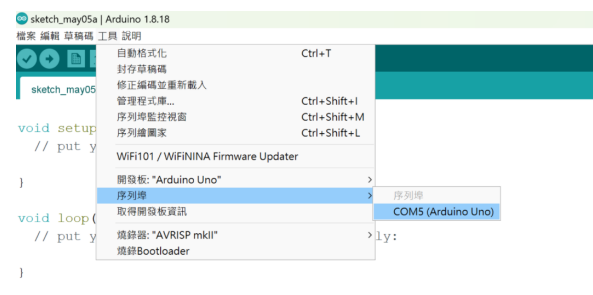 sketch_may05a | Arduino 1.8.18
檔案 編輯 草稿碼 工具 說明
自動格式化 Ctrl+T
封存草稿碼
修正編碼並重新載入
管理程式庫... Ctrl+Shift+I
序列埠監控視窗 Ctrl+Shift+M
序列繪圖家 Ctrl+Shift+L
WiFi101 / WiFiNINA Firmware Updater
開發板: "Arduino Uno"
序列埠
取得開發板資訊
燒錄器: "AVRISP mkII"
燒錄Bootloader
序列埠
COM5 (Arduino Uno)
sketch_may05
void setup
// put y
}
void loop(
// put y ly:
}